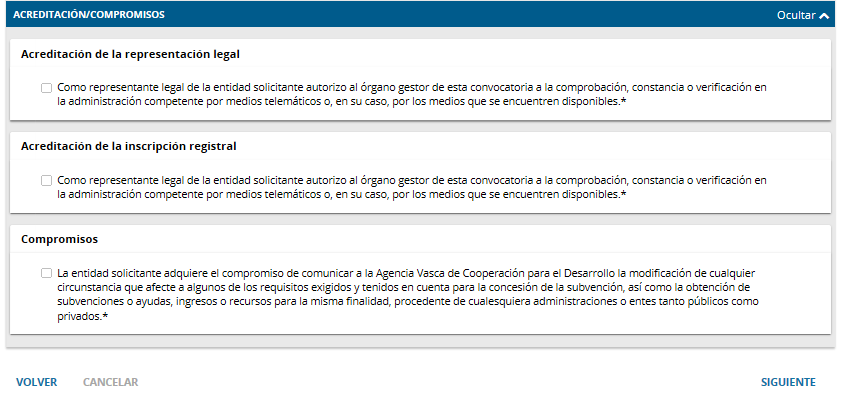 ACREDITACIÓN/COMPROMISOS
Ocultar
Acreditación de la representación legal
Como representante legal de la entidad solicitante autorizo al órgano gestor de esta convocatoria a la comprobación, constancia o verificación en
la administración competente por medios telemáticos o, en su caso, por los medios que se encuentren disponibles.*
Acreditación de la inscripción registral
Como representante legal de la entidad solicitante autorizo al órgano gestor de esta convocatoria a la comprobación, constancia o verificación en
la administración competente por medios telemáticos o, en su caso, por los medios que se encuentren disponibles.*
Compromisos
La entidad solicitante adquiere el compromiso de comunicar a la Agencia Vasca de Cooperación para el Desarrollo la modificación de cualquier
circunstancia que afecte a algunos de los requisitos exigidos y tenidos en cuenta para la concesión de la subvención, así como la obtención de
subvenciones o ayudas, ingresos o recursos para la misma finalidad, procedente de cualesquiera administraciones o entes tanto públicos como
privados.*
VOLVER
CANCELAR
SIGUIENTE